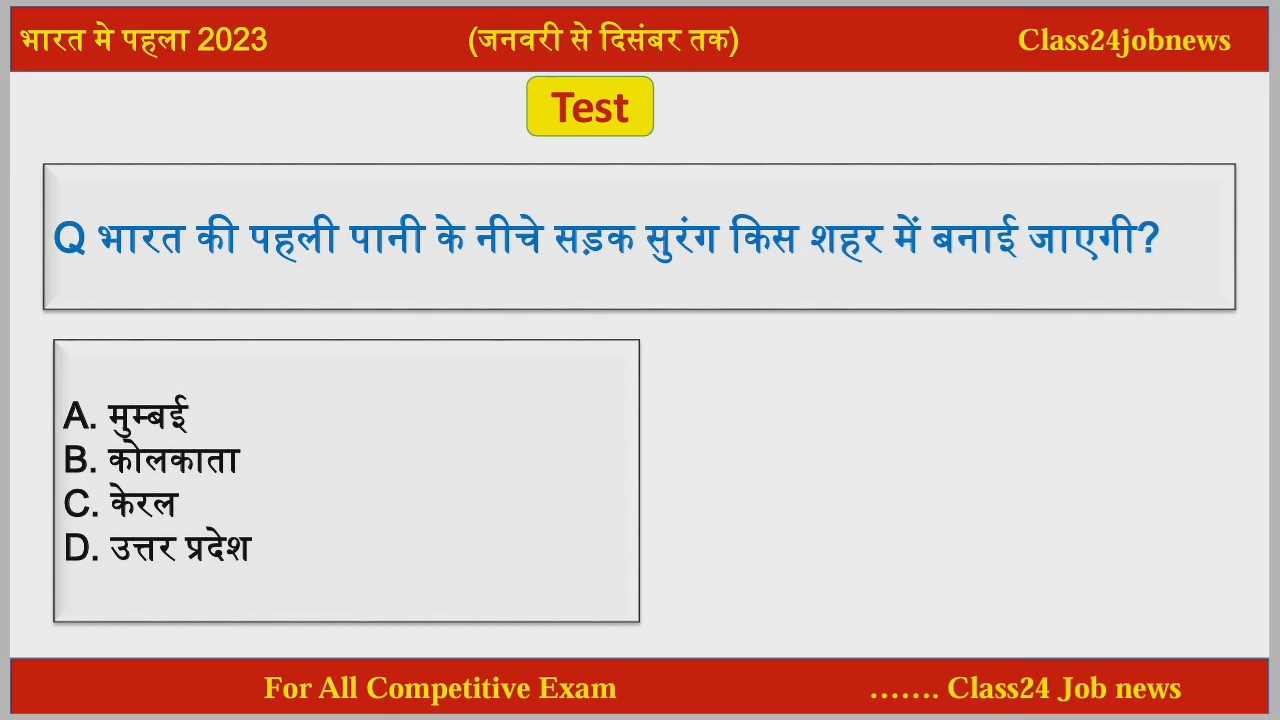 भारत मे पहला 2023 (जनवरी से दिसंबर तक) Class24jobnews
Test
Q भारत की पहली पानी के नीचे सड़क सुरंग किस शहर में बनाई जाएगी?
A. मुम्बई
B. कोलकाता
C. केरल
D. उत्तर प्रदेश
For All Competitive Exam ....... Class24 Job news